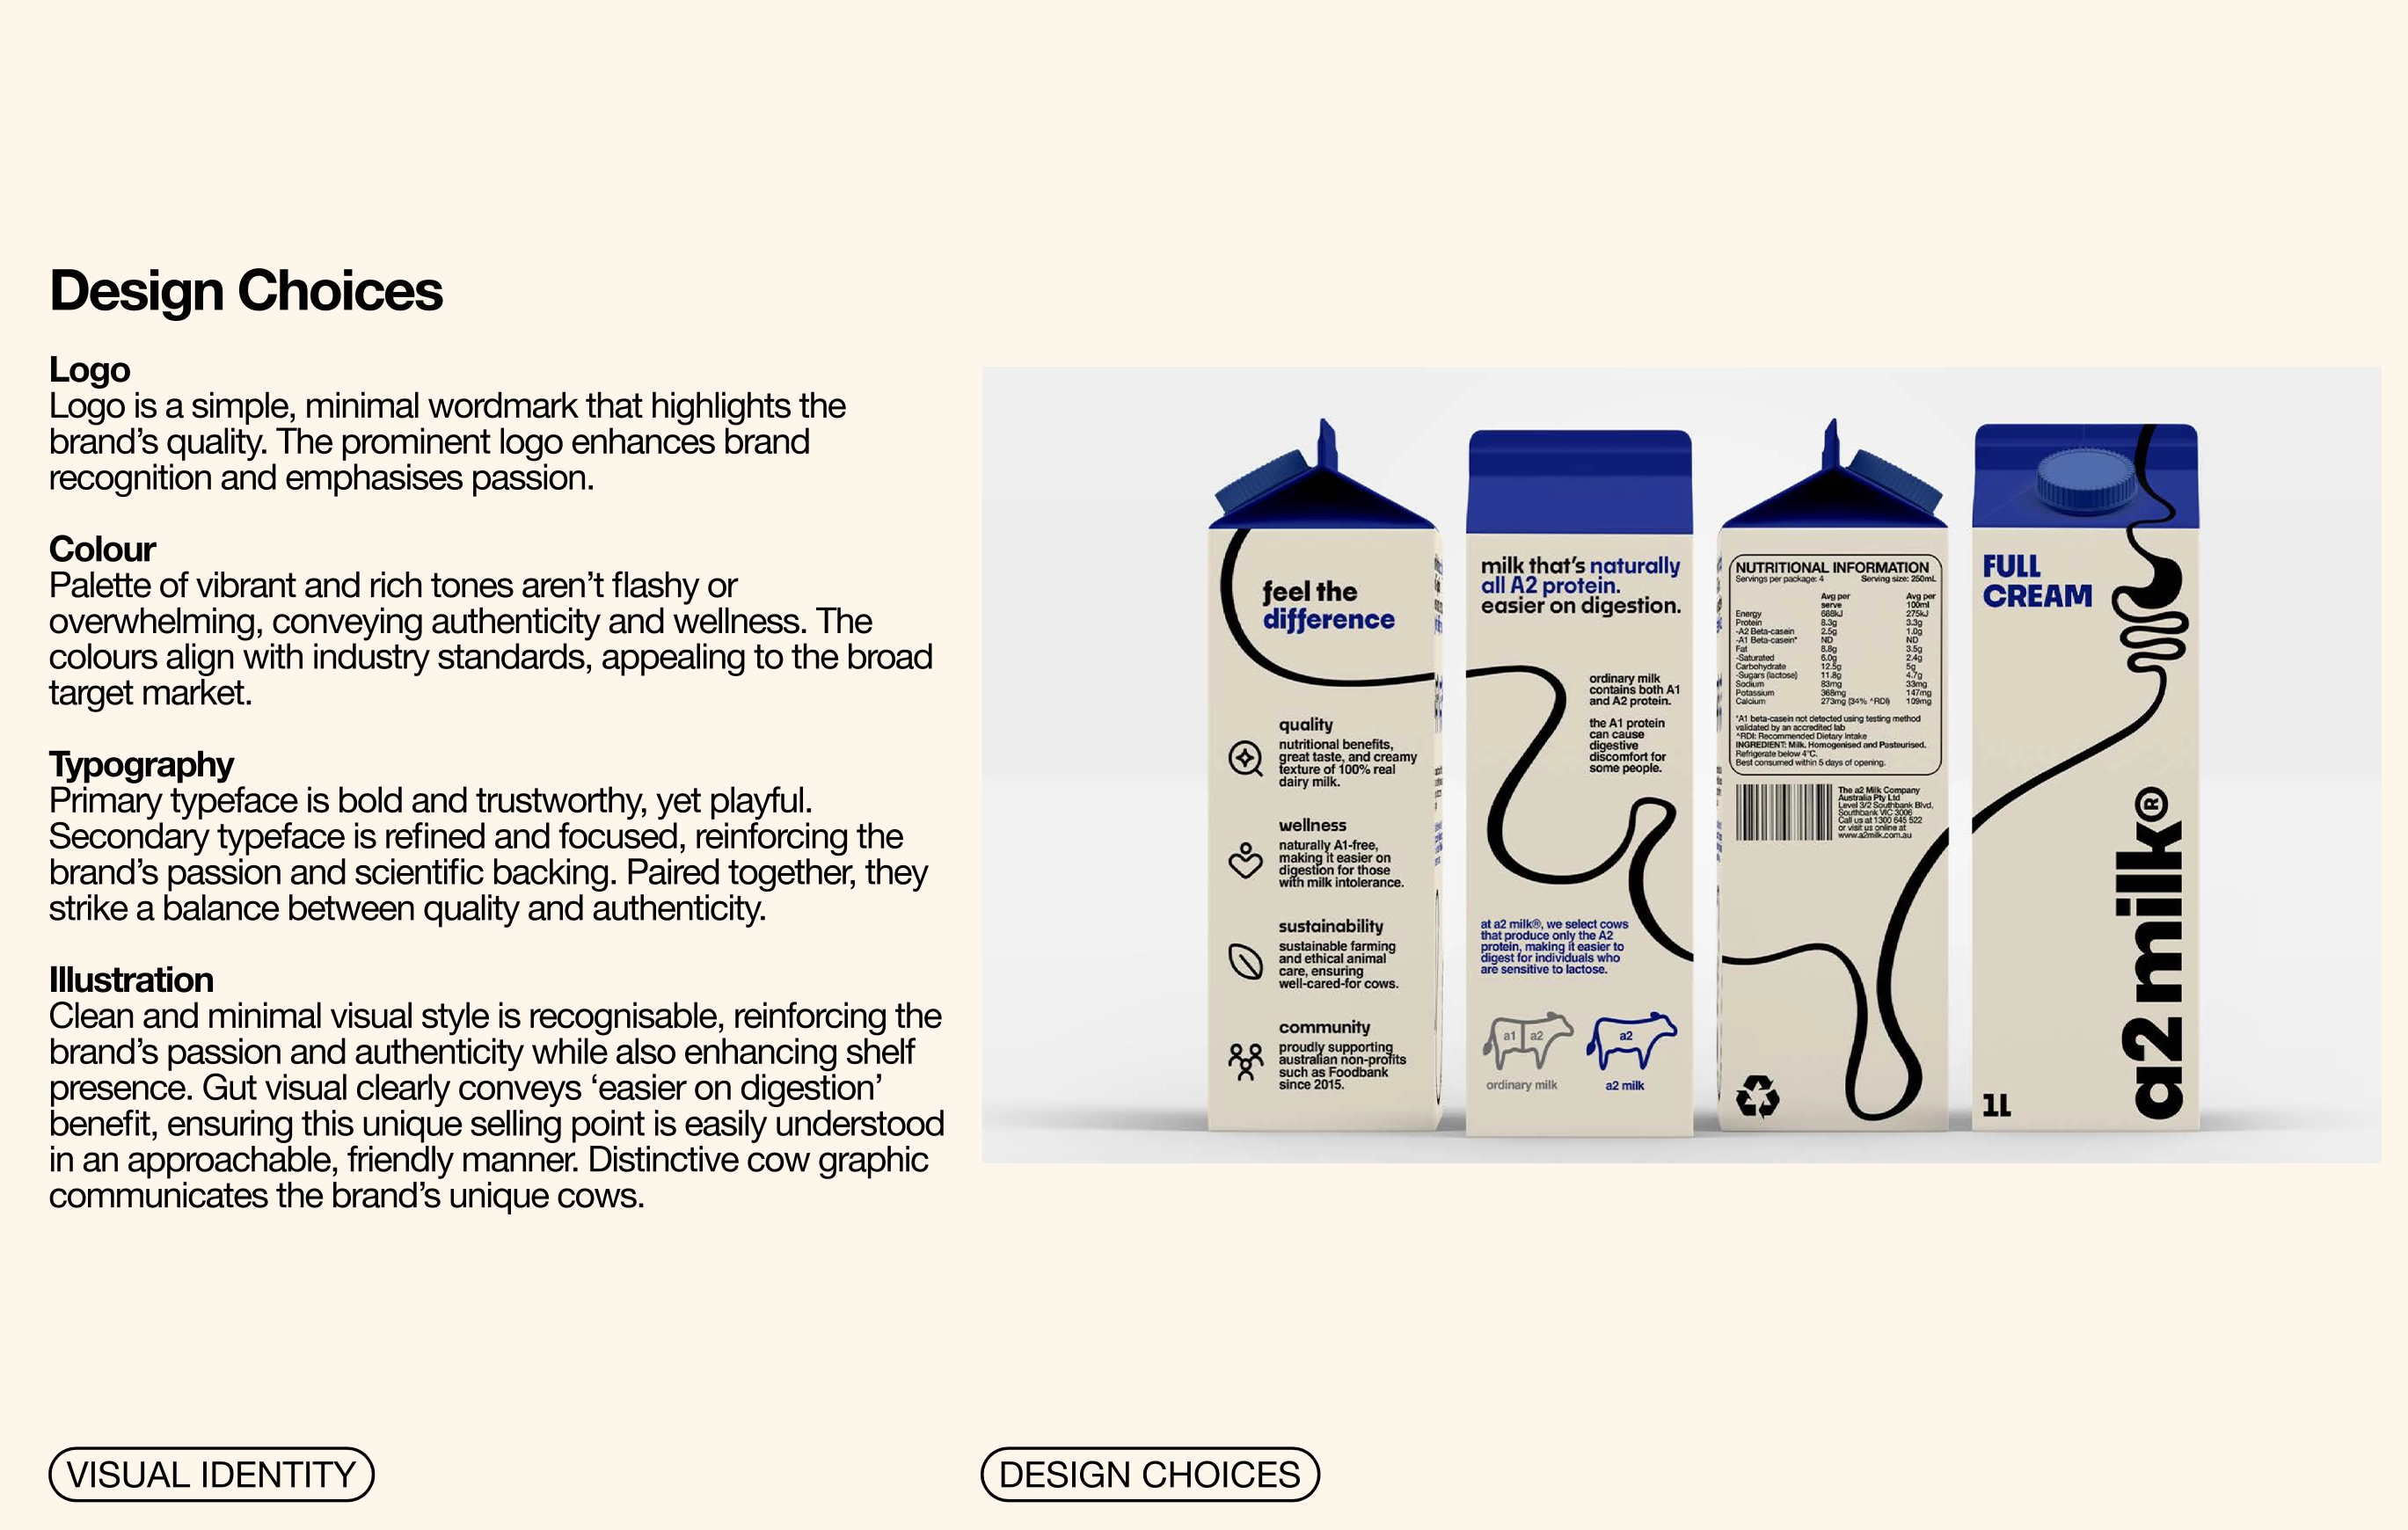 Design Choices
Logo
Logo is a simple, minimal wordmark that highlights the
brand’s quality. The prominent logo enhances brand
recognition and emphasises passion.
Colour
Palette of vibrant and rich tones aren’t flashy or
overwhelming, conveying authenticity and wellness. The
colours align with industry standards, appealing to the broad
target market.
Typography
Primary typeface is bold and trustworthy, yet playful.
Secondary typeface is refined and focused, reinforcing the
brand’s passion and scientific backing. Paired together, they
strike a balance between quality and authenticity.
Illustration
Clean and minimal visual style is recognisable, reinforcing the
brand’s passion and authenticity while also enhancing shelf
presence. Gut visual clearly conveys ‘easier on digestion’
benefit, ensuring this unique selling point is easily understood
in an approachable, friendly manner. Distinctive cow graphic
communicates the brand’s unique cows.
feel the
difference
quality
nutritional benefits,
great taste, and creamy
texture of 100% real
dairy milk.
wellness
naturally A1-free,
making it easier on
digestion for those
with milk intolerance.
sustainability
sustainable farming
and ethical animal
care, ensuring
well-cared-for cows.
community
proudly supporting
australian non-profits
such as Foodbank
since 2015.
milk that’s naturally
all A2 protein.
easier on digestion.
ordinary milk
contains both A1
and A2 protein.
the A1 protein
can cause
digestive
discomfort for
some people.
at a2 milk®, we select cows
that produce only the A2
protein, making it easier to
digest for individuals who
are sensitive to lactose.
a1 a2
ordinary milk
a2
a2 milk
NUTRITIONAL INFORMATION
Servings per package: 4 Serving size: 250mL
Avg per serve Avg per 100ml
Energy 688kJ 275kJ
Protein 8.3g 3.3g
-A2 Beta-casein 2.5g 1.0g
-A1 Beta-casein* ND ND
Fat 8.8g 3.5g
-Saturated 6.0g 2.4g
Carbohydrate 12.5g 5g
-Sugars (lactose) 11.8g 4.7g
Sodium 83mg 33mg
Potassium 368mg 147mg
Calcium 273mg (34% ^RDI) 109mg
*A1 beta-casein not detected using testing method
validated by an accredited lab
^RDI: Recommended Dietary Intake
INGREDIENT: Milk. Homogenised and Pasteurised.
Refrigerate below 4°C.
Best consumed within 5 days of opening.
The a2 Milk Company
Australia Pty Ltd
Level 3/2 Southbank Blvd,
Southbank VIC 3006
Call us at 1300 645 522
or visit us online at
www.a2milk.com.au
FULL
CREAM
a2 milk®
1L
VISUAL IDENTITY
DESIGN CHOICES